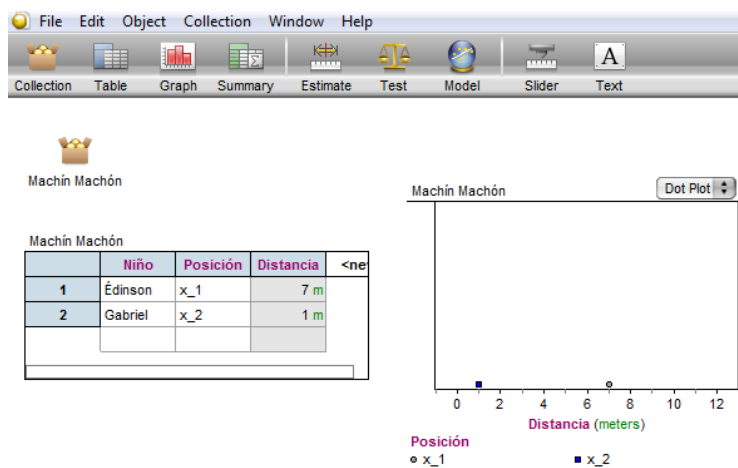 File Edit Object Collection Window Help
Collection Table Graph Summary Estimate Test Model Slider Text
A
Machín Machón
Machín Machón
Dot Plot
Machín Machón
Niño Posición Distancia <ne
1 Édinson x_1 7 m
2 Gabriel x_2 1 m
0 2 4 6 8 10 12
Distancia (meters)
Posición
x_1 x_2